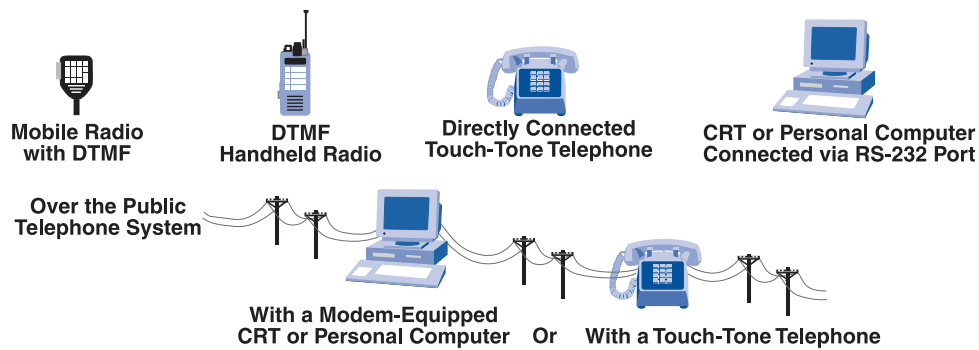 Mobile Radio
with DTMF
DTMF
Handheld Radio
Directly Connected
Touch-Tone Telephone
CRT or Personal Computer
Connected via RS-232 Port
Over the Public
Telephone System
With a Modem-Equipped
CRT or Personal Computer
Or
With a Touch-Tone Telephone